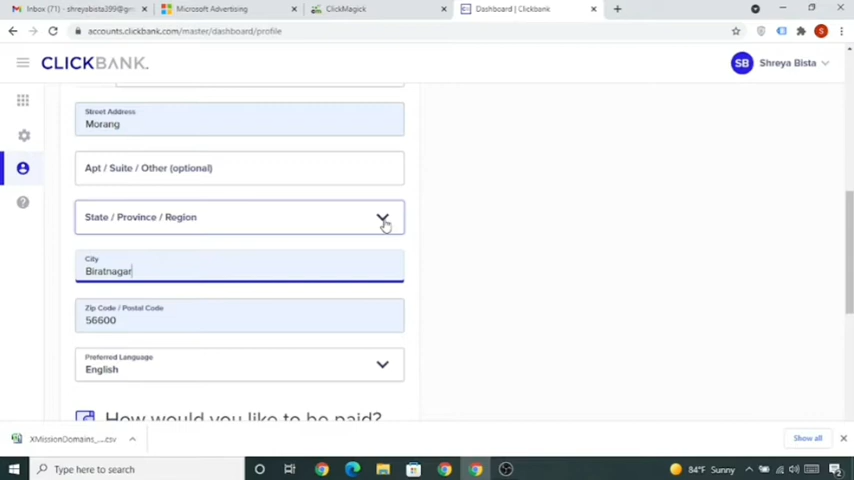 Inbox (71) - shreyabista399@gm
Microsoft Advertising
ClickMagick
Dashboard | Clickbank
accounts.clickbank.com/master/dashboard/profile
S
CLICKBANK.
SB
Shreya Bista
Street Address
Morang
Apt / Suite / Other (optional)
State / Province / Region
City
Biratnagar
Zip Code / Postal Code
56600
Preferred Language
English
How would you like to be paid?
XMissionDomains_....csv
Show all
Type here to search
84°F Sunny
2